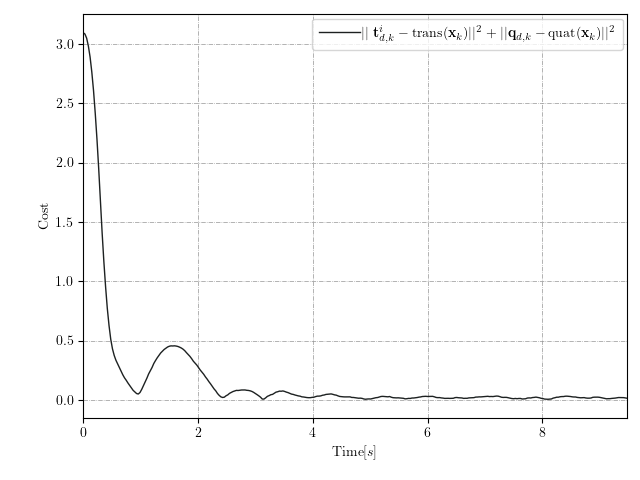 || t^i_{d,k} − trans(x_k)||^2 + ||q_{d,k} − quat(x_k)||^2
3.0
2.5
2.0
1.5
1.0
0.5
0.0
Cost
0 2 4 6 8
Time[s]